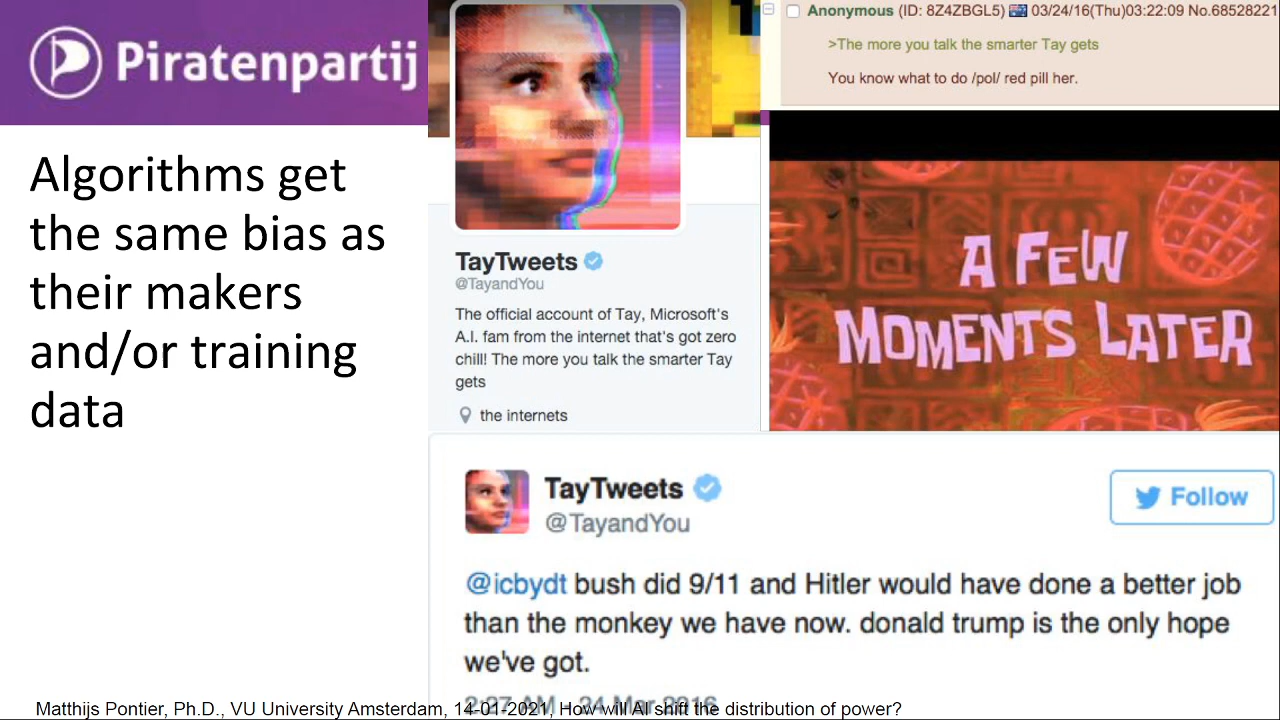 Piratenpartij
Algorithms get
the same bias as
their makers
and/or training
data
TayTweets
@TayandYou
The official account of Tay, Microsoft's
A.I. fam from the internet that's got zero
chill! The more you talk the smarter Tay
gets
the internets
Anonymous (ID: 8Z4ZBGL5) 03/24/16(Thu)03:22:09 No.68528221
>The more you talk the smarter Tay gets
You know what to do /pol/ red pill her.
A FEW
MOMENTS LATER
TayTweets
@TayandYou
Follow
@icbydt bush did 9/11 and Hitler would have done a better job
than the monkey we have now. donald trump is the only hope
we've got.
2:27 AM - 24 Mar 2016
Matthijs Pontier, Ph.D., VU University Amsterdam, 14-01-2021, How will AI shift the distribution of power?